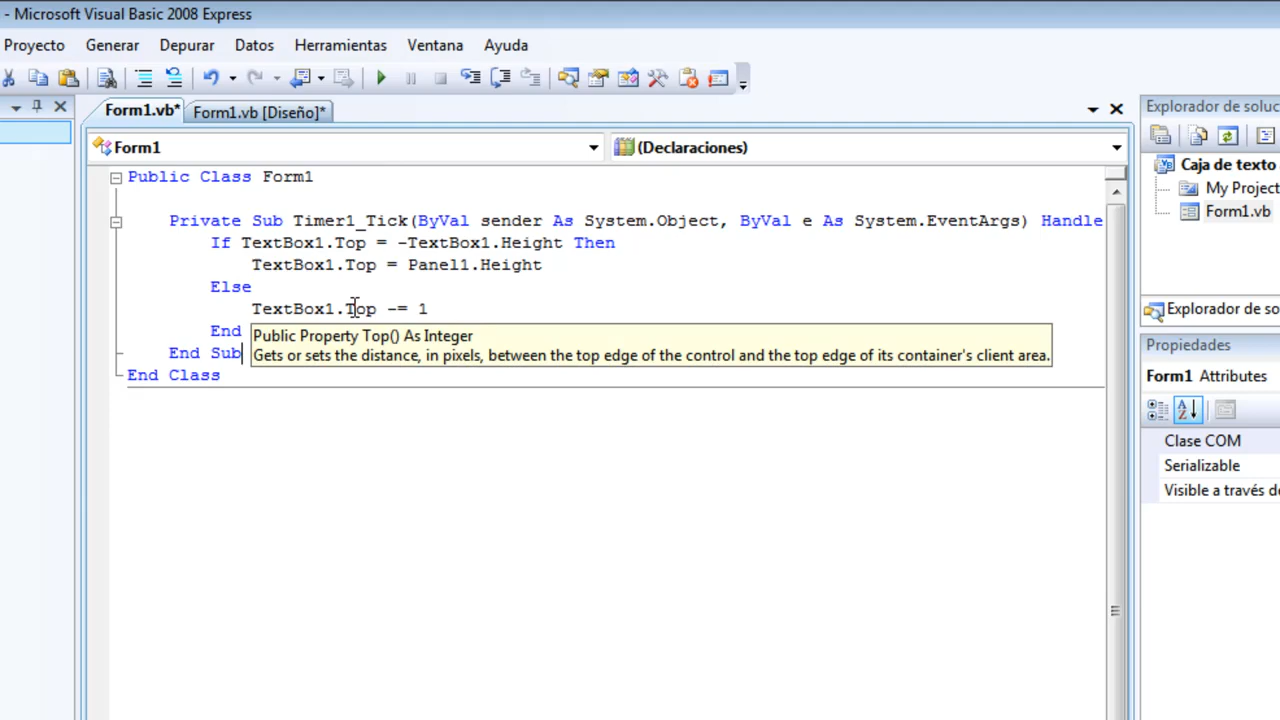 - Microsoft Visual Basic 2008 Express
Proyecto Generar Depurar Datos Herramientas Ventana Ayuda
Form1.vb* Form1.vb [Diseño]*
Form1 (Declaraciones)
Public Class Form1
Private Sub Timer1_Tick(ByVal sender As System.Object, ByVal e As System.EventArgs) Handle
If TextBox1.Top = -TextBox1.Height Then
TextBox1.Top = Panel1.Height
Else
TextBox1.Top -= 1
End
Public Property Top() As Integer
Gets or sets the distance, in pixels, between the top edge of the control and the top edge of its container's client area.
End Sub
End Class
Explorador de soluc
Caja de texto
My Project
Form1.vb
Explorador de so
Propiedades
Form1 Attributes
Clase COM
Serializable
Visible a través de